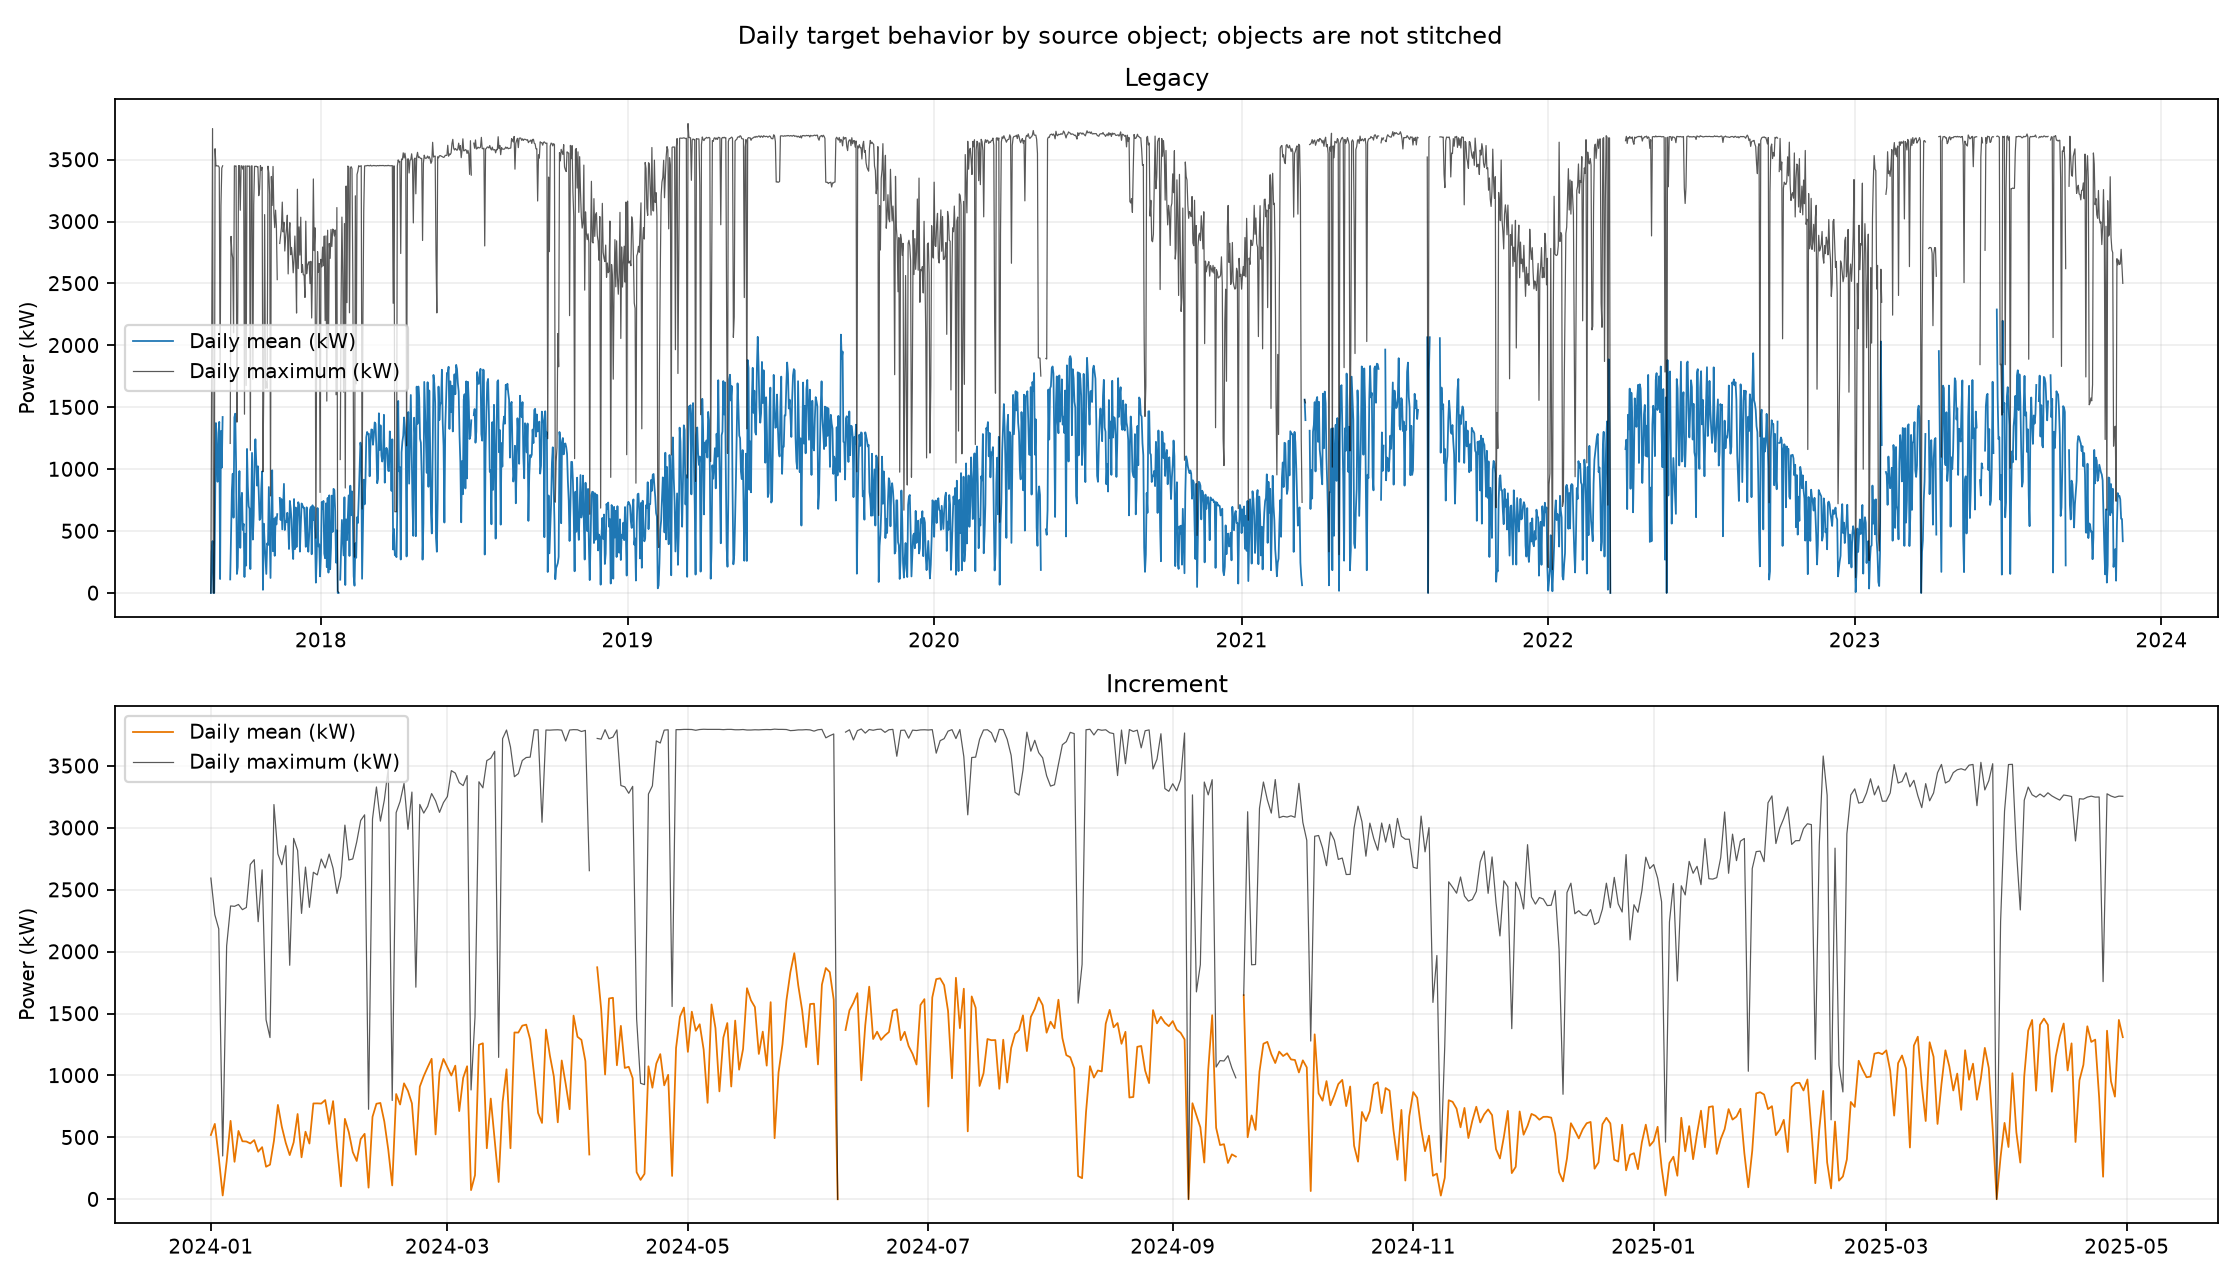 Daily target behavior by source object; objects are not stitched
Legacy
Power (kW)
3500
3000
2500
2000
1500
1000
500
0
Daily mean (kW)
Daily maximum (kW)
2018 2019 2020 2021 2022 2023 2024
Increment
Power (kW)
3500
3000
2500
2000
1500
1000
500
0
Daily mean (kW)
Daily maximum (kW)
2024-01 2024-03 2024-05 2024-07 2024-09 2024-11 2025-01 2025-03 2025-05